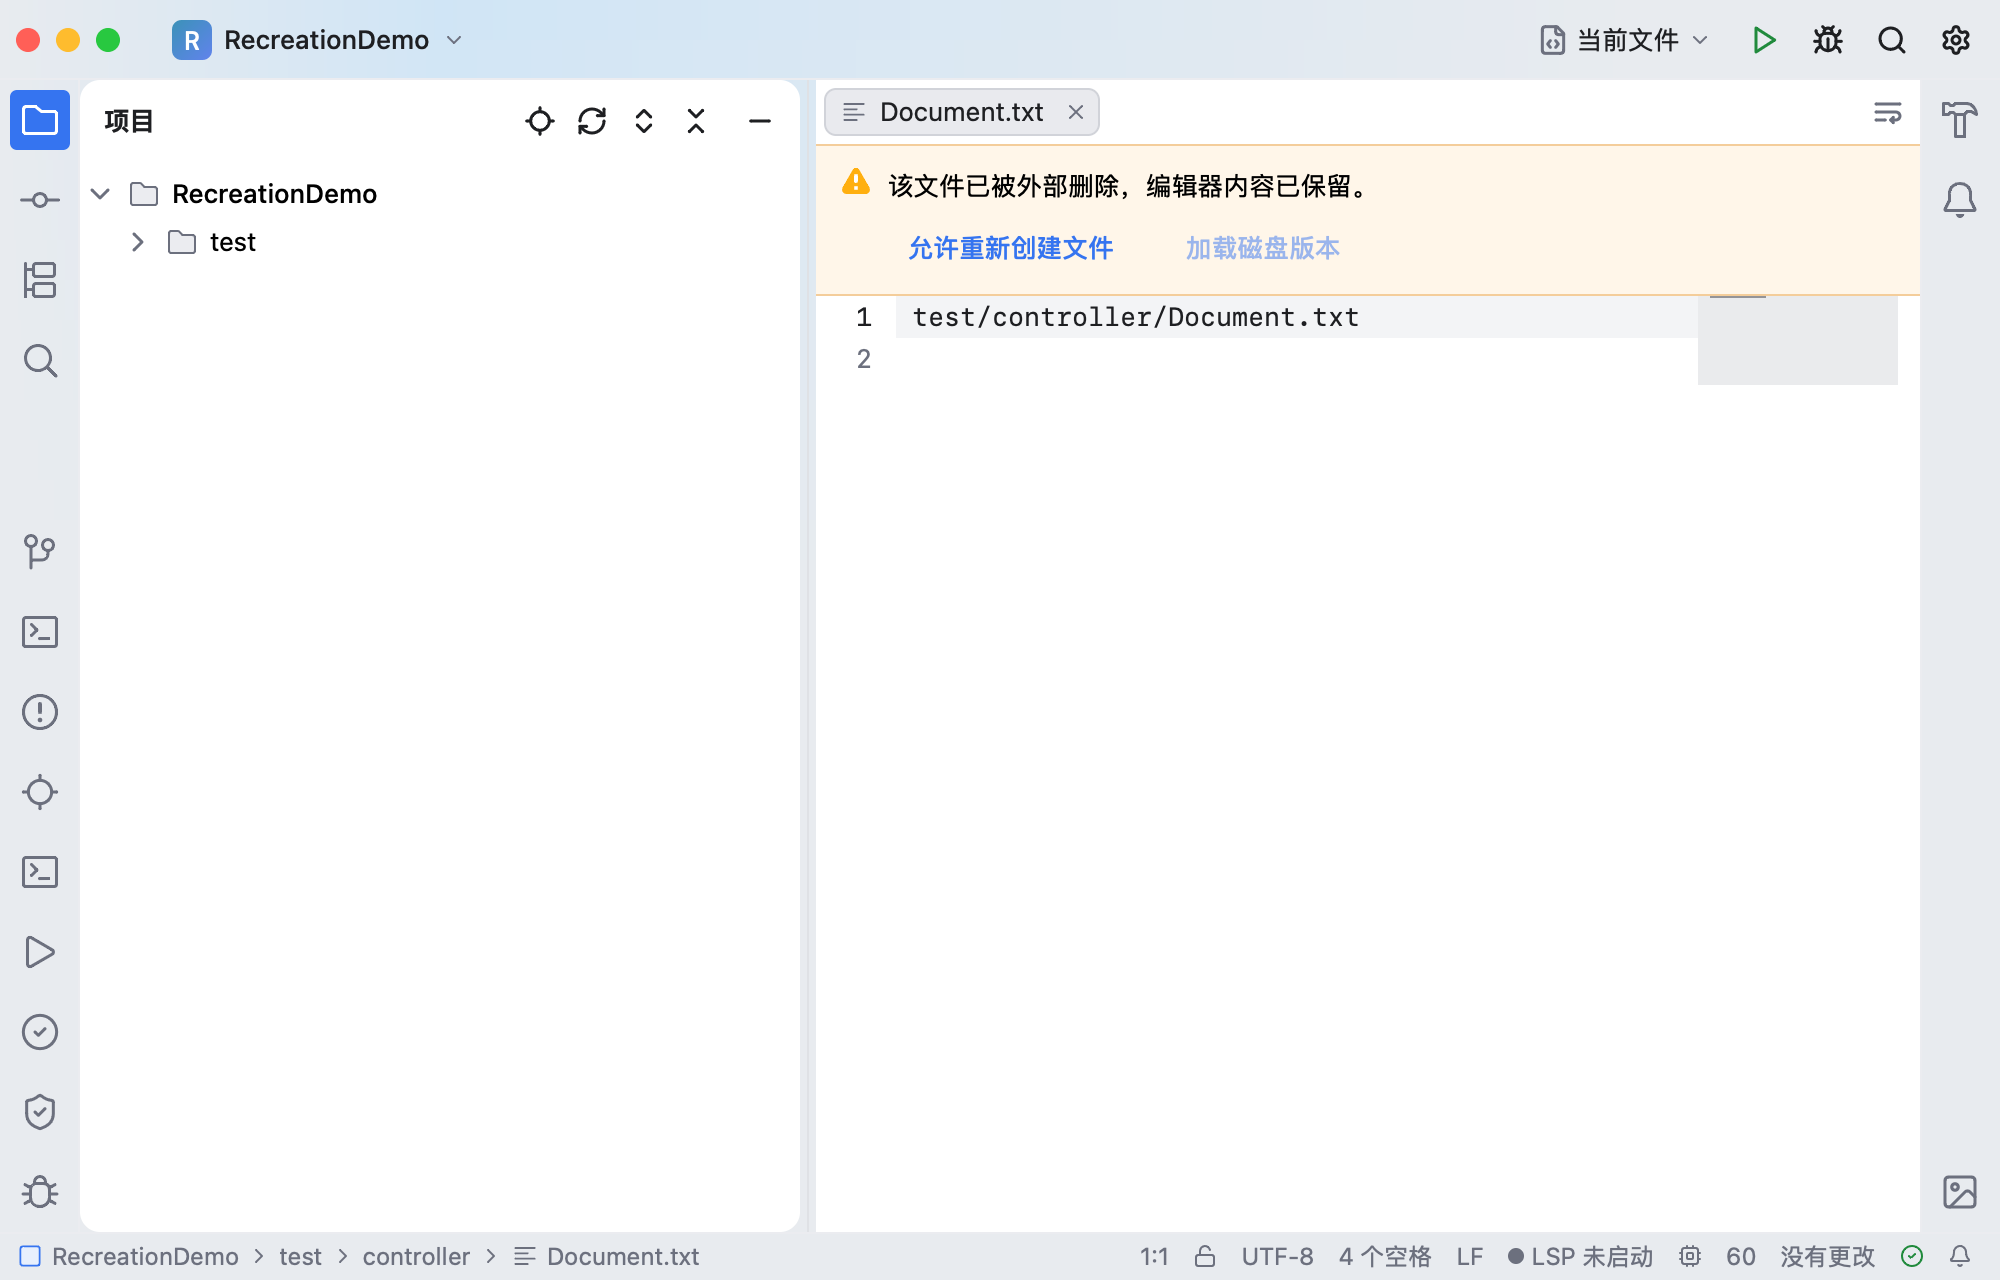 R RecreationDemo
当前文件
项目
RecreationDemo
test
Document.txt
该文件已被外部删除，编辑器内容已保留。
允许重新创建文件 加载磁盘版本
1 test/controller/Document.txt
2
RecreationDemo > test > controller > Document.txt
1:1 UTF-8 4 个空格 LF LSP 未启动 60 没有更改